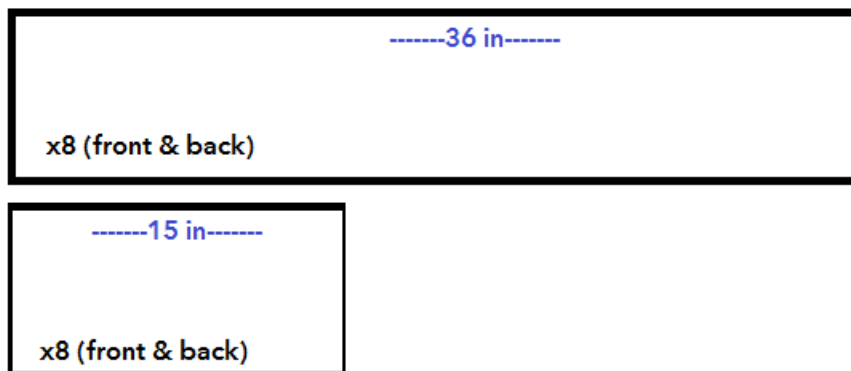 -------36 in-------
x8 (front & back)
-------15 in-------
x8 (front & back)